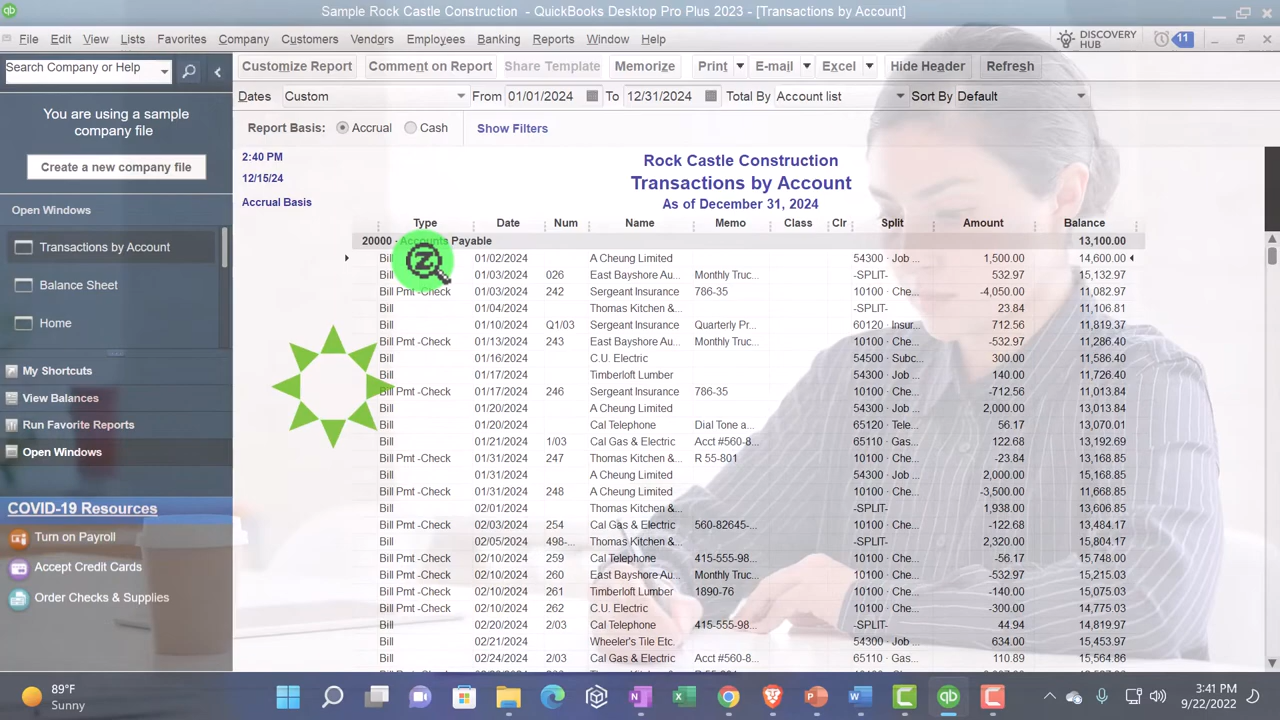 Sample Rock Castle Construction - QuickBooks Desktop Pro Plus 2023 - [Transactions by Account]
File Edit View Lists Favorites Company Customers Vendors Employees Banking Reports Window Help DISCOVERY HUB 11
Search Company or Help
Customize Report Comment on Report Share Template Memorize Print E-mail Excel Hide Header Refresh
Dates Custom From 01/01/2024 To 12/31/2024 Total By Account list Sort By Default
Report Basis: Accrual Cash Show Filters
You are using a sample company file
Create a new company file
Open Windows
Transactions by Account
Balance Sheet
Home
My Shortcuts
View Balances
Run Favorite Reports
Open Windows
COVID-19 Resources
Turn on Payroll
Accept Credit Cards
Order Checks & Supplies
2:40 PM
12/15/24
Accrual Basis
Rock Castle Construction
Transactions by Account
As of December 31, 2024
Type Date Num Name Memo Class Clr Split Amount Balance
20000 · Accounts Payable 13,100.00
Bill 01/02/2024 A Cheung Limited 54300 · Job ... 1,500.00 14,600.00
Bill 01/03/2024 026 East Bayshore Au... Monthly Truc... -SPLIT- 532.97 15,132.97
Bill Pmt -Check 01/03/2024 242 Sergeant Insurance 786-35 10100 · Che... -4,050.00 11,082.97
Bill 01/04/2024 Thomas Kitchen &... -SPLIT- 23.84 11,106.81
Bill 01/10/2024 Q1/03 Sergeant Insurance Quarterly Pr... 60120 · Insur... 712.56 11,819.37
Bill Pmt -Check 01/13/2024 243 East Bayshore Au... Monthly Truc... 10100 · Che... -532.97 11,286.40
Bill 01/16/2024 C.U. Electric 54500 · Subc... 300.00 11,586.40
Bill 01/17/2024 Timberloft Lumber 54300 · Job ... 140.00 11,726.40
Bill Pmt -Check 01/17/2024 246 Sergeant Insurance 786-35 10100 · Che... -712.56 11,013.84
Bill 01/20/2024 A Cheung Limited 54300 · Job ... 2,000.00 13,013.84
Bill 01/20/2024 Cal Telephone Dial Tone a... 65120 · Tele... 56.17 13,070.01
Bill 01/21/2024 1/03 Cal Gas & Electric Acct #560-8... 65110 · Gas... 122.68 13,192.69
Bill Pmt -Check 01/31/2024 247 Thomas Kitchen &... R 55-801 10100 · Che... -23.84 13,168.85
Bill 01/31/2024 A Cheung Limited 54300 · Job ... 2,000.00 15,168.85
Bill Pmt -Check 01/31/2024 248 A Cheung Limited 10100 · Che... -3,500.00 11,668.85
Bill 02/01/2024 Thomas Kitchen &... -SPLIT- 1,938.00 13,606.85
Bill Pmt -Check 02/03/2024 254 Cal Gas & Electric 560-82645-... 10100 · Che... -122.68 13,484.17
Bill 02/05/2024 498-... Thomas Kitchen &... -SPLIT- 2,320.00 15,804.17
Bill Pmt -Check 02/10/2024 259 Cal Telephone 415-555-98... 10100 · Che... -56.17 15,748.00
Bill Pmt -Check 02/10/2024 260 East Bayshore Au... Monthly Truc... 10100 · Che... -532.97 15,215.03
Bill Pmt -Check 02/10/2024 261 Timberloft Lumber 1890-76 10100 · Che... -140.00 15,075.03
Bill Pmt -Check 02/10/2024 262 C.U. Electric 10100 · Che... -300.00 14,775.03
Bill 02/20/2024 2/03 Cal Telephone 415-555-98... -SPLIT- 44.94 14,819.97
Bill 02/21/2024 Wheeler's Tile Etc. 54300 · Job ... 634.00 15,453.97
Bill 02/24/2024 2/03 Cal Gas & Electric Acct #560-8... 65110 · Gas... 110.89 15,564.86
89°F
Sunny
3:41 PM
9/22/2022